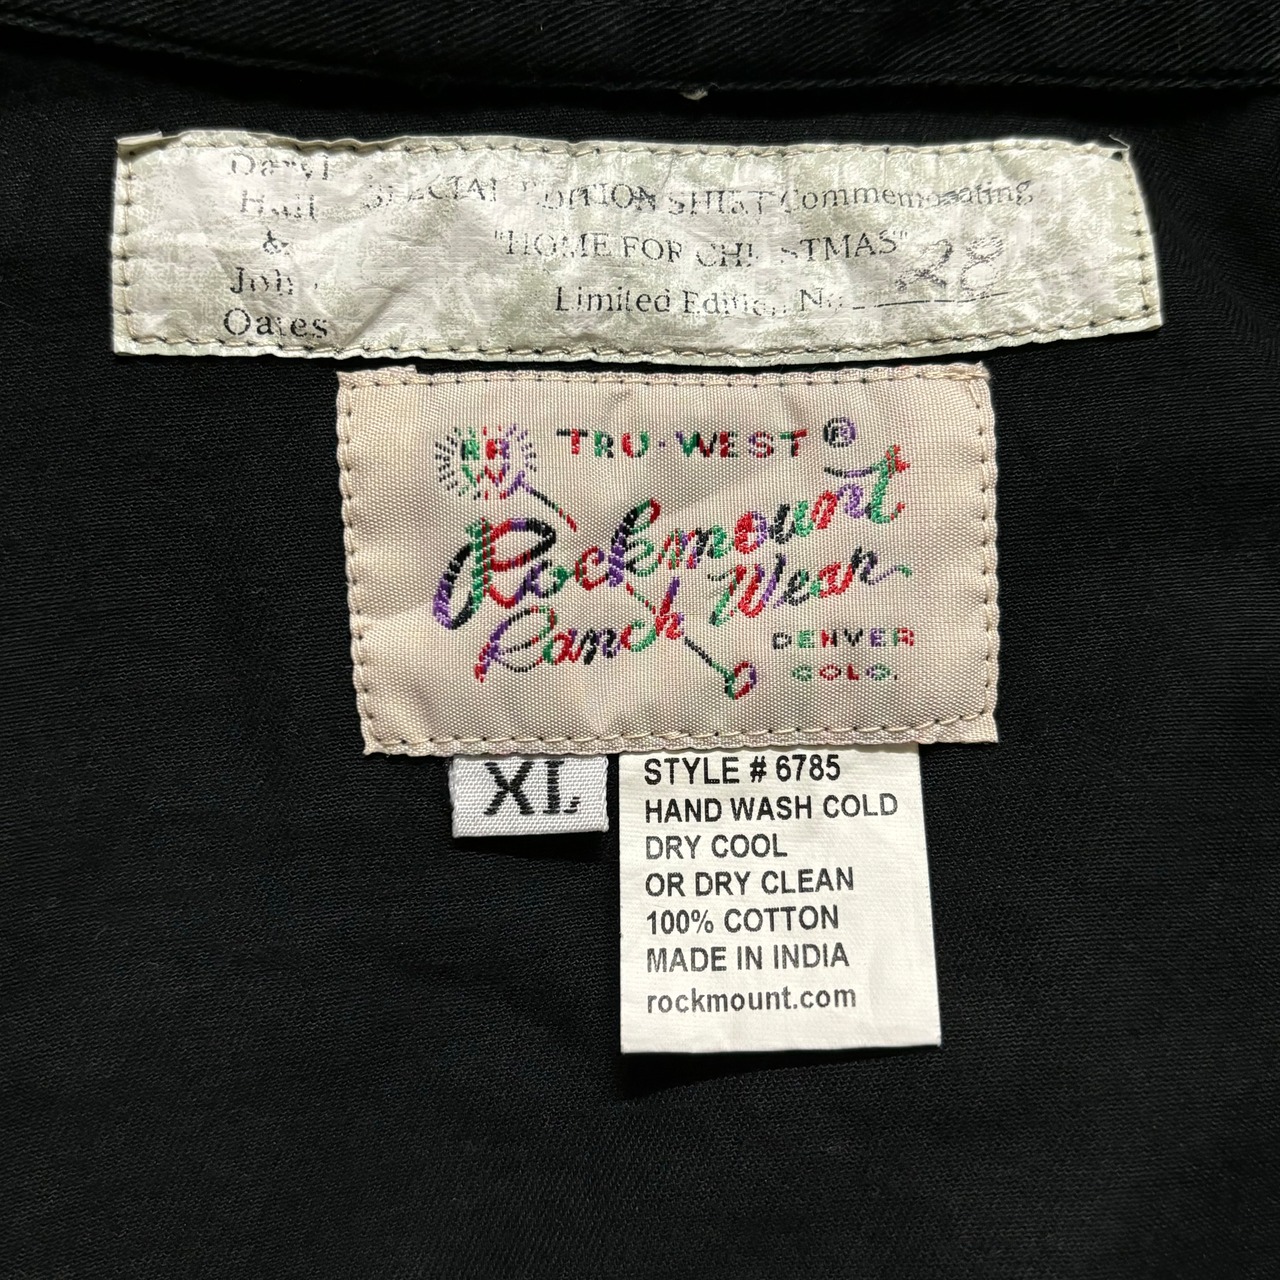 Daryl
Hall
&
John
Oates
SPECIAL EDITION SHIRT Commemorating
"HOME FOR CHRISTMAS"
Limited Edition No. 28
RRW
TRU-WEST ®
Rockmount
Ranch Wear
DENVER
COLO.
XL
STYLE # 6785
HAND WASH COLD
DRY COOL
OR DRY CLEAN
100% COTTON
MADE IN INDIA
rockmount.com